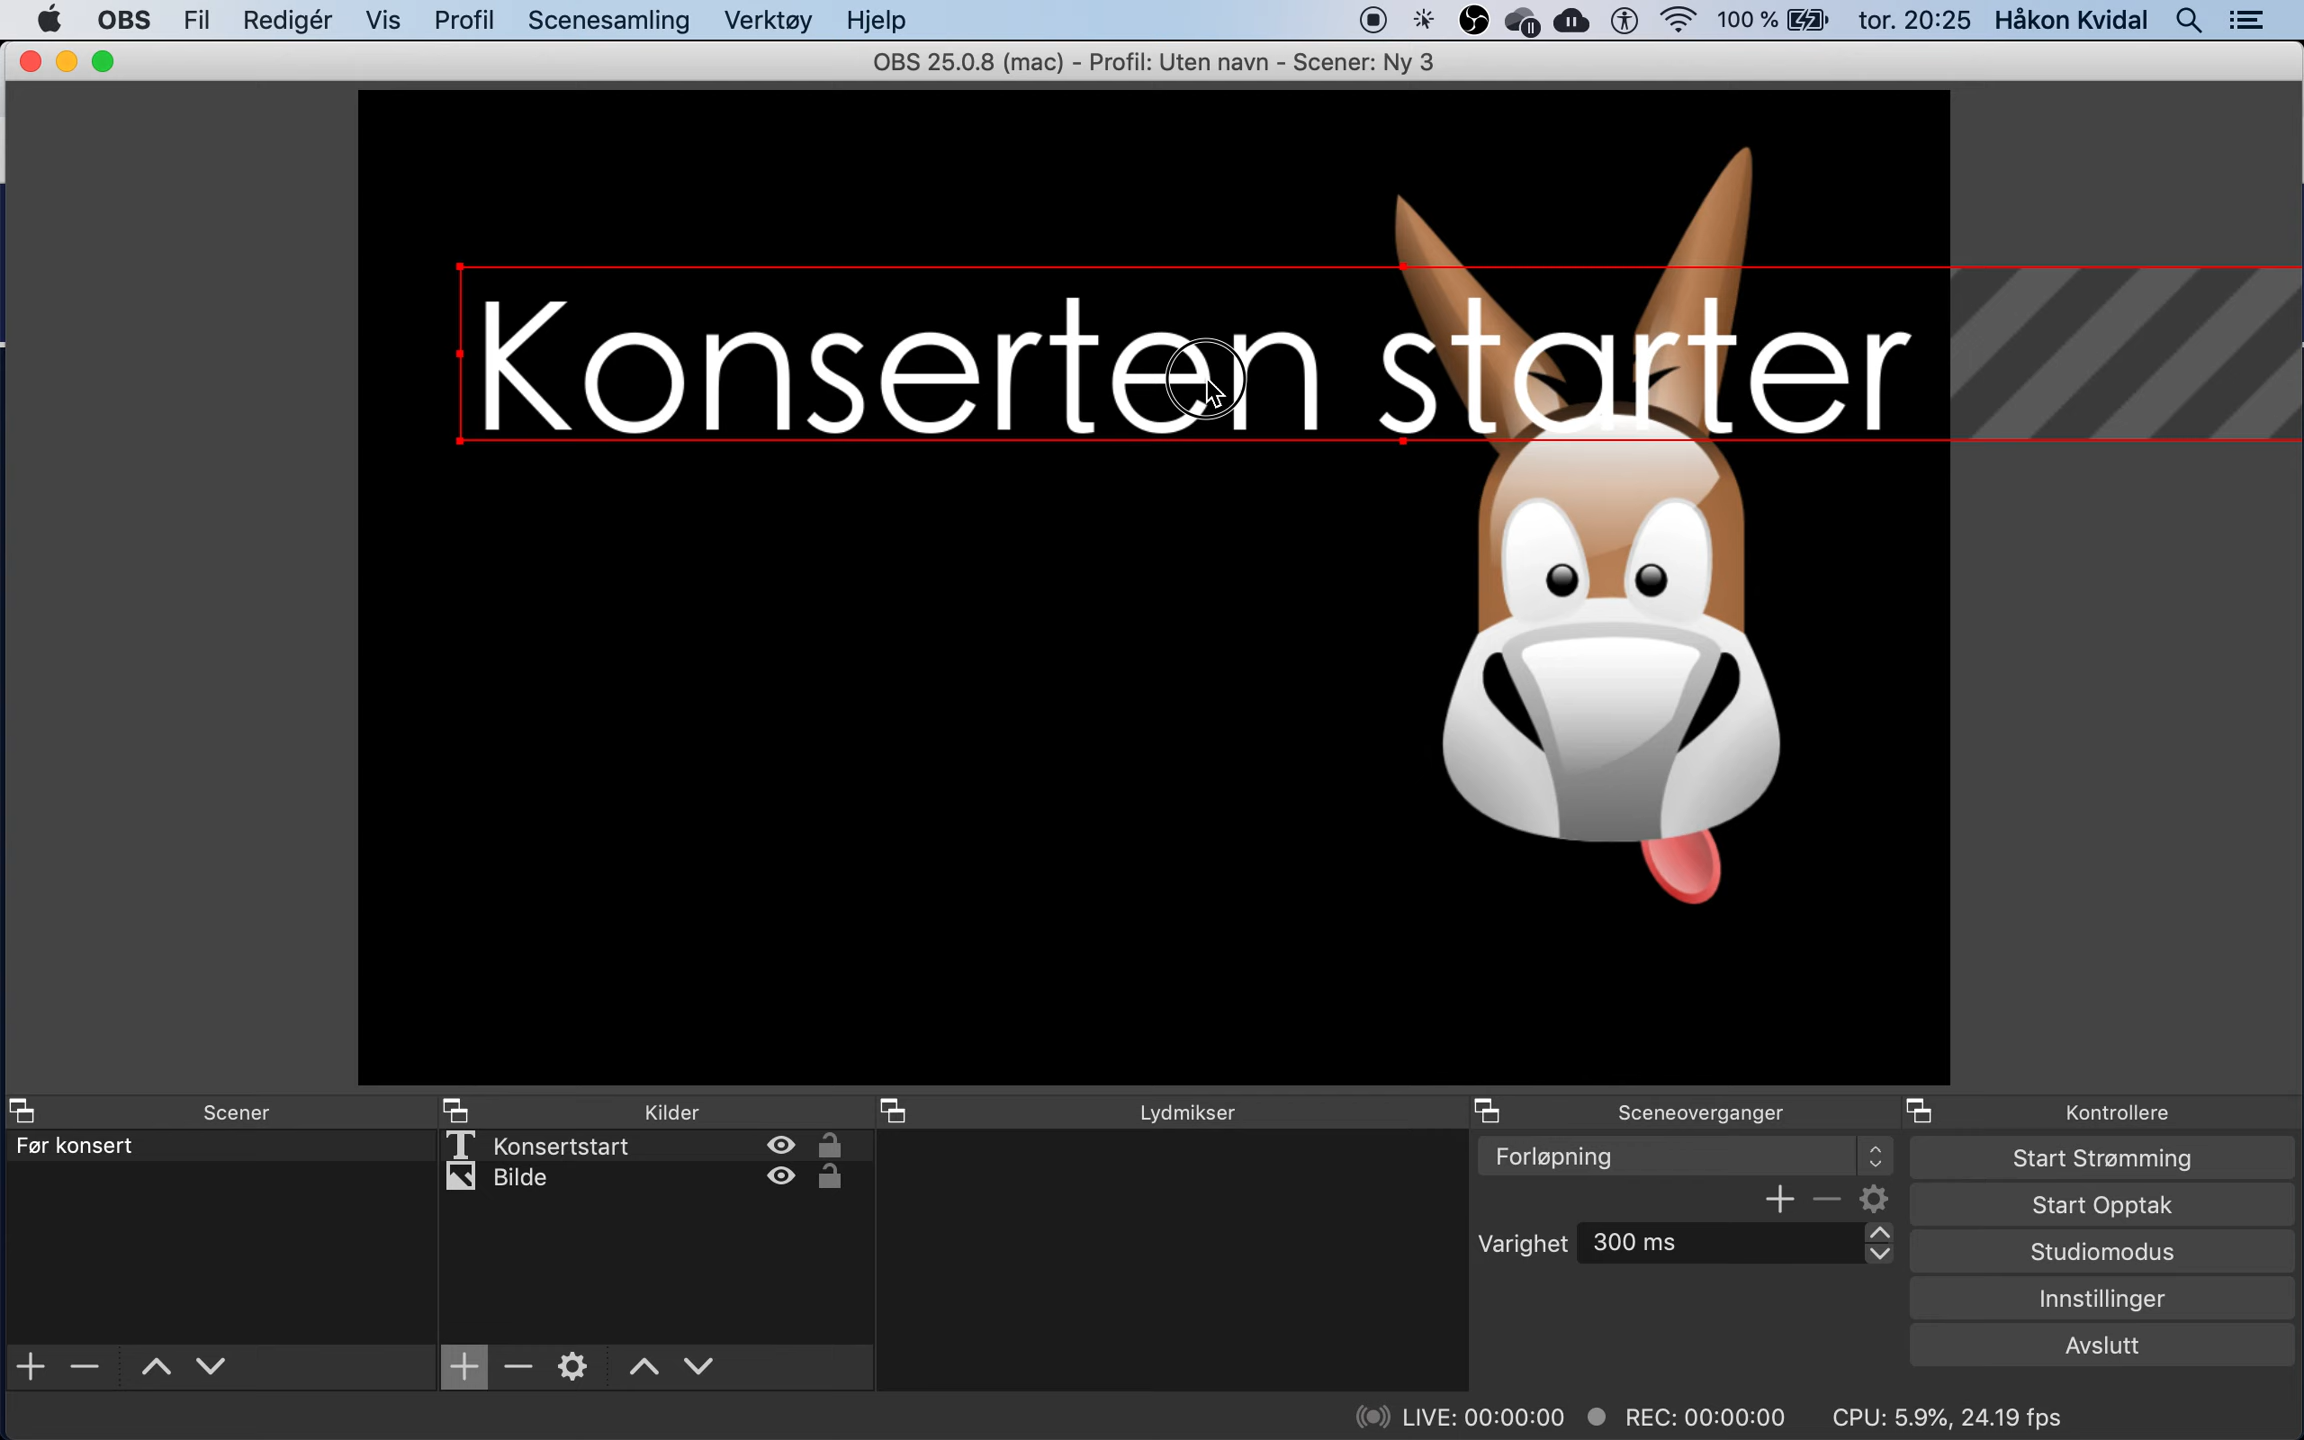 OBS Fil Redigér Vis Profil Scenesamling Verktøy Hjelp 100 % tor. 20:25 Håkon Kvidal
OBS 25.0.8 (mac) - Profil: Uten navn - Scener: Ny 3
Konserten starter
Scener Kilder Lydmikser Sceneoverganger Kontrollere
Før konsert
Konsertstart
Bilde
Forløpning
Varighet 300 ms
Start Strømming
Start Opptak
Studiomodus
Innstillinger
Avslutt
LIVE: 00:00:00 REC: 00:00:00 CPU: 5.9%, 24.19 fps